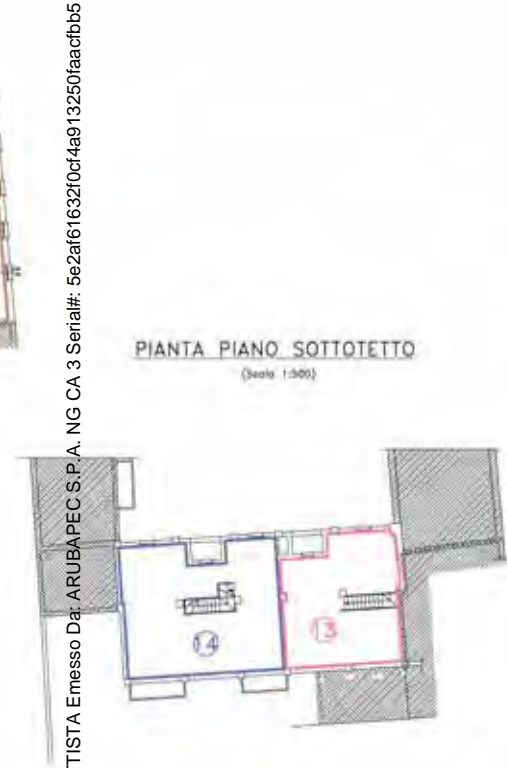 TISTA Emesso Da: ARUBAPEC S.P.A. NG CA 3 Serial#: 5e2af61632f0cf4a913250faacfbb5
PIANTA PIANO SOTTOTETTO
(Scala 1:500)
14
13